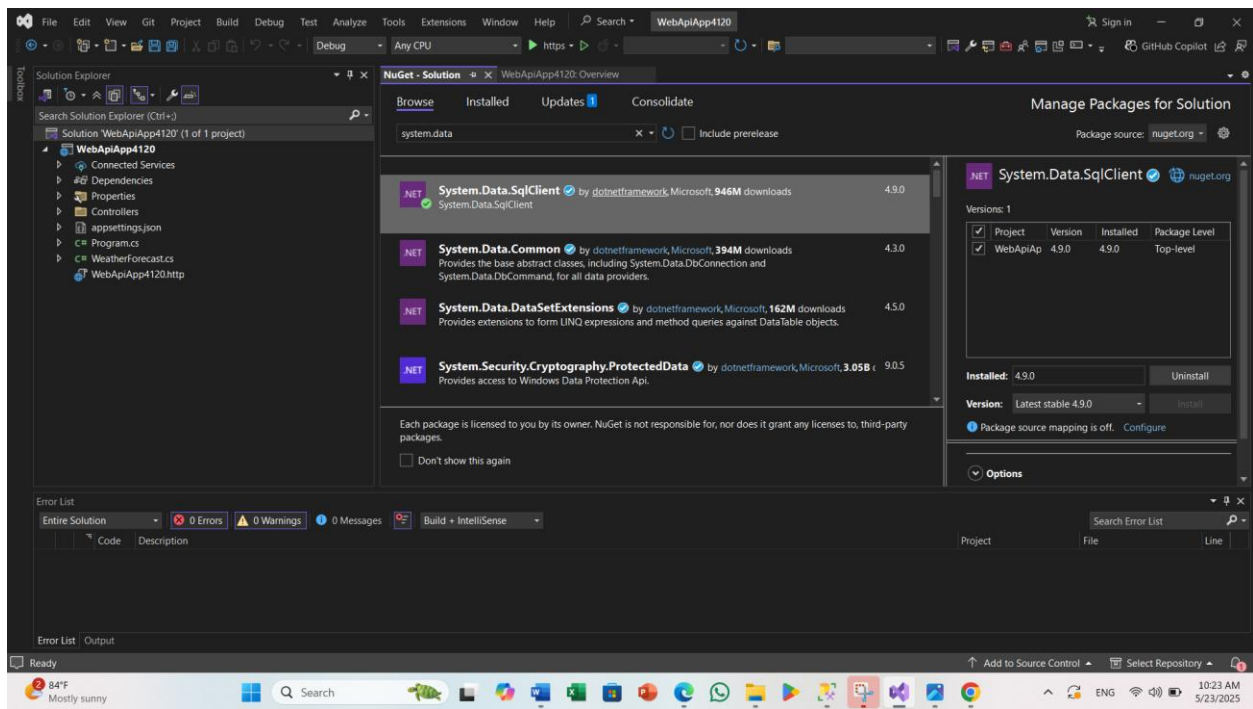 File Edit View Git Project Build Debug Test Analyze Tools Extensions Window Help Search WebApiApp4120 Sign in
Debug Any CPU https GitHub Copilot
Toolbox
Solution Explorer
Search Solution Explorer (Ctrl+;)
Solution 'WebApiApp4120' (1 of 1 project)
WebApiApp4120
Connected Services
Dependencies
Properties
Controllers
appsettings.json
C# Program.cs
C# WeatherForecast.cs
WebApiApp4120.http
NuGet - Solution WebApiApp4120: Overview
Browse Installed Updates 1 Consolidate
Manage Packages for Solution
system.data Include prerelease
Package source: nuget.org
.NET System.Data.SqlClient by dotnetframework, Microsoft, 946M downloads 4.9.0
System.Data.SqlClient
.NET System.Data.Common by dotnetframework, Microsoft, 394M downloads 4.3.0
Provides the base abstract classes, including System.Data.DbConnection and
System.Data.DbCommand, for all data providers.
.NET System.Data.DataSetExtensions by dotnetframework, Microsoft, 162M downloads 4.5.0
Provides extensions to form LINQ expressions and method queries against DataTable objects.
.NET System.Security.Cryptography.ProtectedData by dotnetframework, Microsoft, 3.05B 9.0.5
Provides access to Windows Data Protection Api.
Each package is licensed to you by its owner. NuGet is not responsible for, nor does it grant any licenses to, third-party
packages.
Don't show this again
.NET System.Data.SqlClient nuget.org
Versions: 1
Project Version Installed Package Level
WebApiAp 4.9.0 4.9.0 Top-level
Installed: 4.9.0 Uninstall
Version: Latest stable 4.9.0 Install
Package source mapping is off. Configure
Options
Error List
Entire Solution 0 Errors 0 Warnings 0 Messages Build + IntelliSense Search Error List
Code Description Project File Line
Error List Output
Ready Add to Source Control Select Repository 1
2 84°F
Mostly sunny
Search
ENG
10:23 AM
5/23/2025